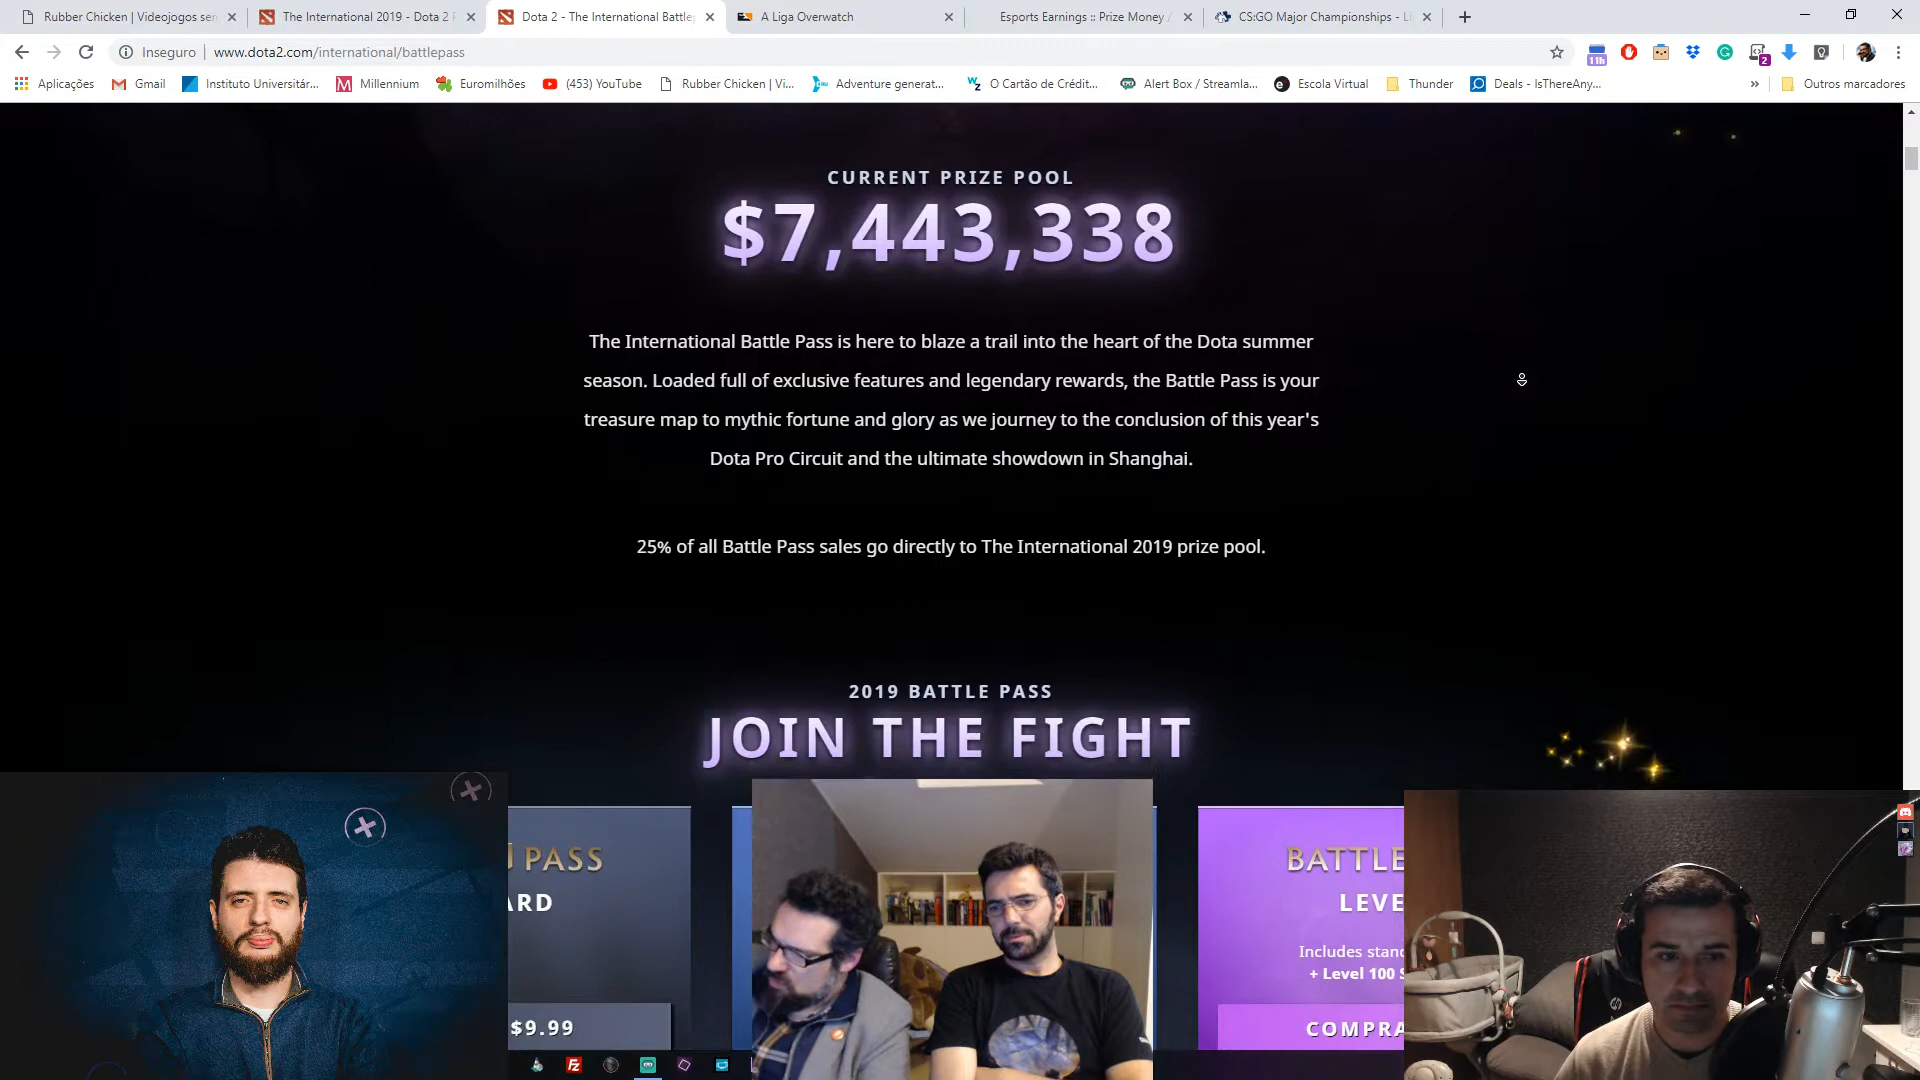 Rubber Chicken | Videojogos sem
The International 2019 - Dota 2 P
Dota 2 - The International Battlep
A Liga Overwatch
Esports Earnings :: Prize Money /
CS:GO Major Championships - Li
Inseguro | www.dota2.com/international/battlepass
11h
2
Aplicações
Gmail
Instituto Universitár...
Millennium
Euromilhões
(453) YouTube
Rubber Chicken | Vi...
Adventure generat...
O Cartão de Crédit...
Alert Box / Streamla...
Escola Virtual
Thunder
Deals - IsThereAny...
»
Outros marcadores
CURRENT PRIZE POOL
$7,443,338
The International Battle Pass is here to blaze a trail into the heart of the Dota summer
season. Loaded full of exclusive features and legendary rewards, the Battle Pass is your
treasure map to mythic fortune and glory as we journey to the conclusion of this year's
Dota Pro Circuit and the ultimate showdown in Shanghai.
25% of all Battle Pass sales go directly to The International 2019 prize pool.
2019 BATTLE PASS
JOIN THE FIGHT
PASS
ARD
$9.99
BATTLE
LEVE
Includes stand
+ Level 100 S
COMPRA
Fz